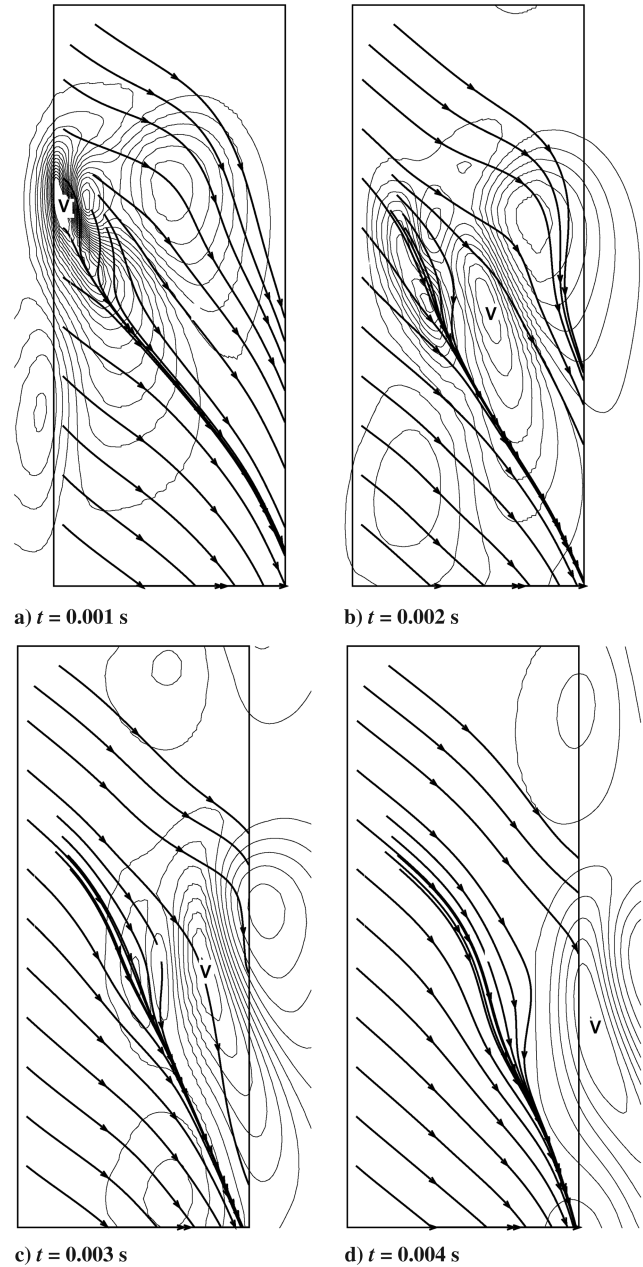 V
V
a) t = 0.001 s
b) t = 0.002 s
V
V
c) t = 0.003 s
d) t = 0.004 s